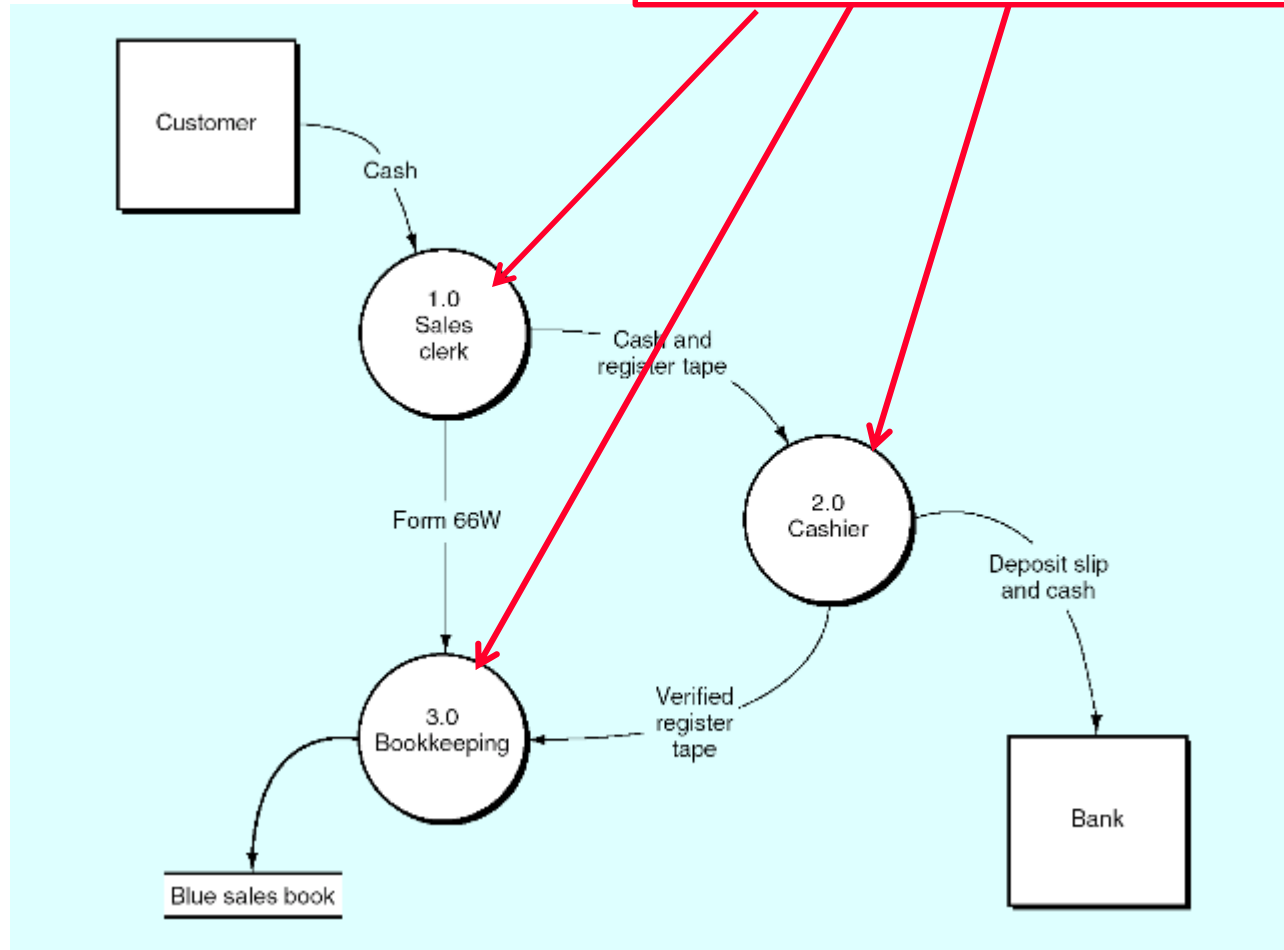 Customer
Cash
1.0
Sales
clerk
Cash and
register tape
Form 66W
2.0
Cashier
Deposit slip
and cash
Verified
register
tape
3.0
Bookkeeping
Bank
Blue sales book